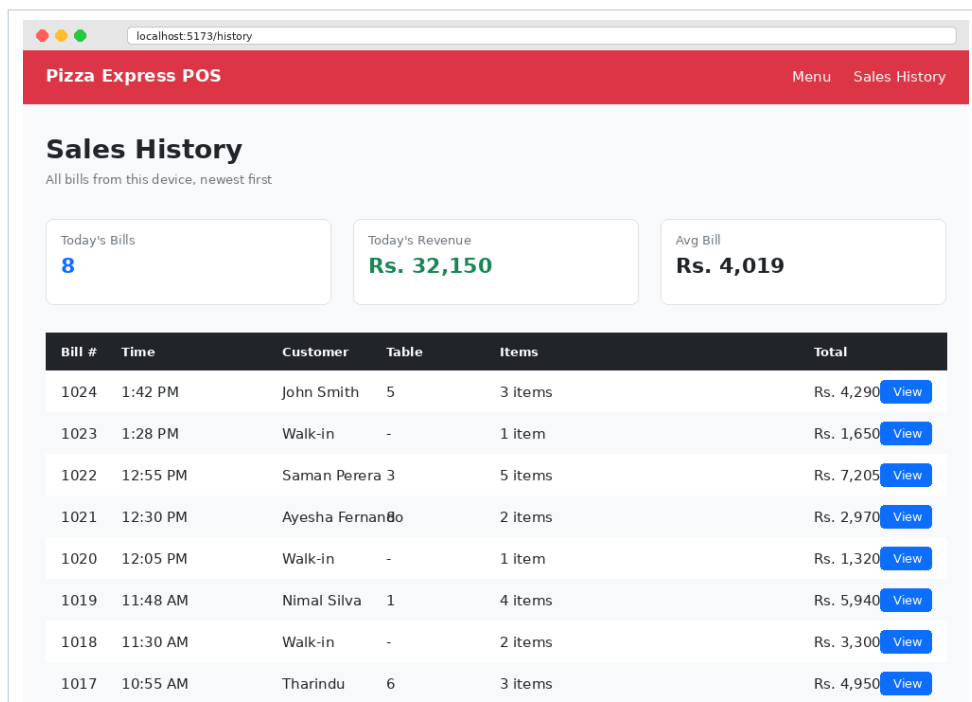 localhost:5173/history
Pizza Express POS Menu Sales History
Sales History
All bills from this device, newest first
Today's Bills Today's Revenue Avg Bill
8 Rs. 32,150 Rs. 4,019
Bill # Time Customer Table Items Total
1024 1:42 PM John Smith 5 3 items Rs. 4,290 View
1023 1:28 PM Walk-in - 1 item Rs. 1,650 View
1022 12:55 PM Saman Perera 3 5 items Rs. 7,205 View
1021 12:30 PM Ayesha Fernando 8 2 items Rs. 2,970 View
1020 12:05 PM Walk-in - 1 item Rs. 1,320 View
1019 11:48 AM Nimal Silva 1 4 items Rs. 5,940 View
1018 11:30 AM Walk-in - 2 items Rs. 3,300 View
1017 10:55 AM Tharindu 6 3 items Rs. 4,950 View